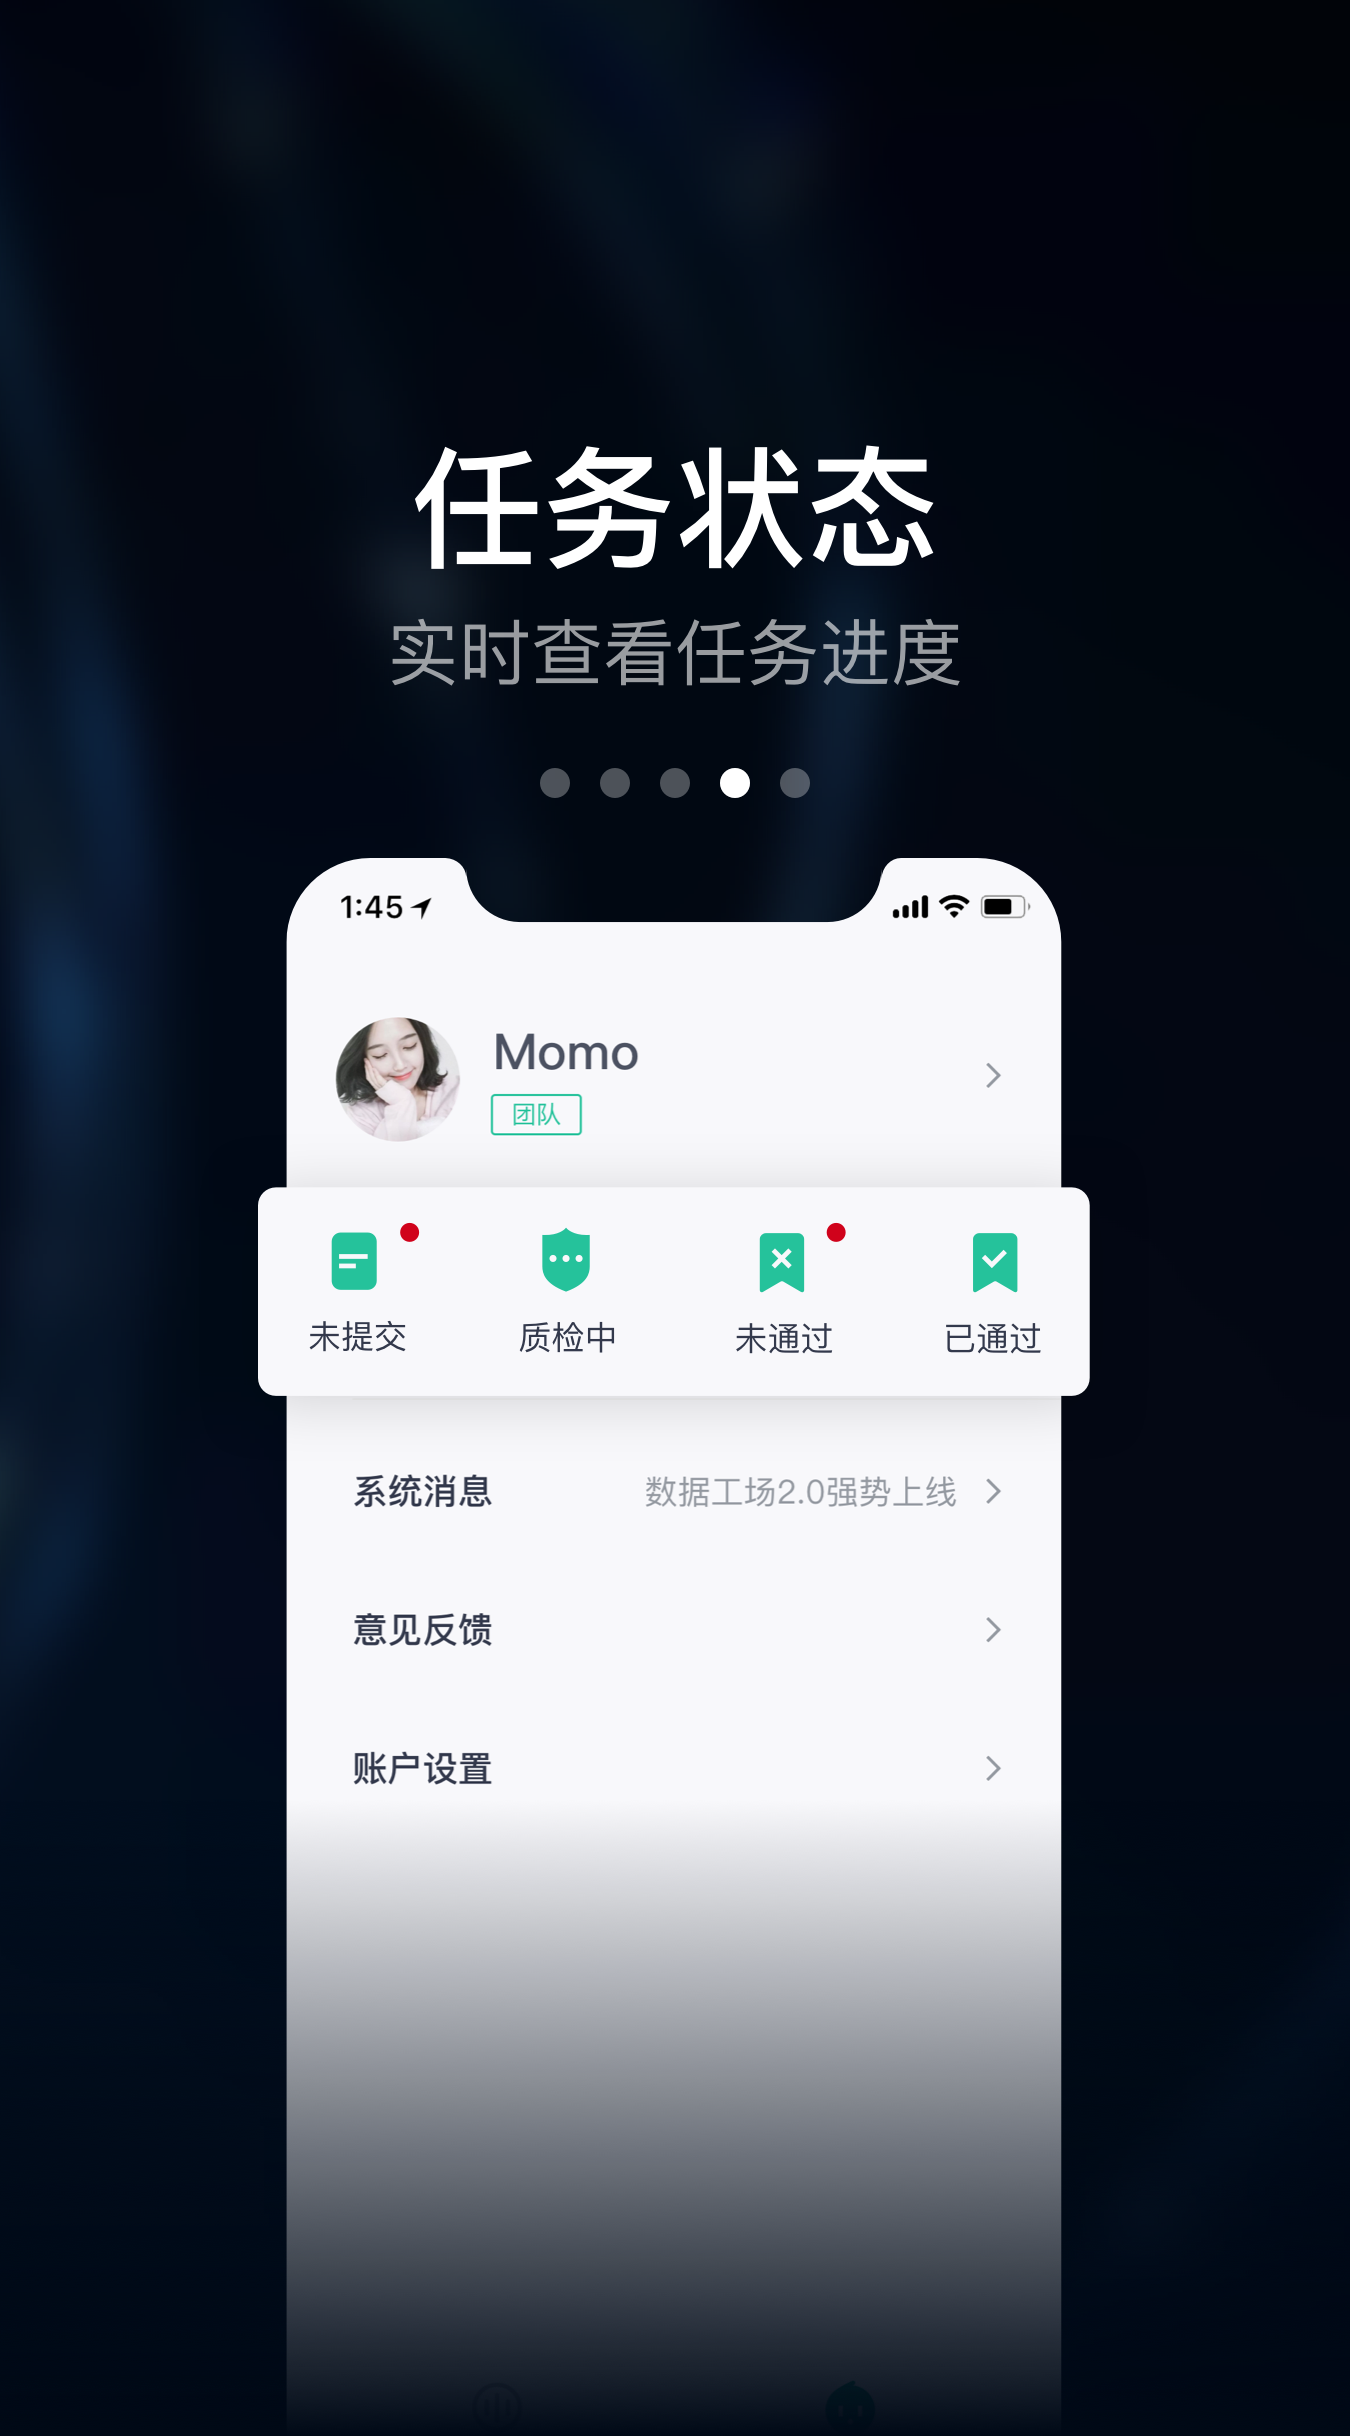 任务状态
实时查看任务进度
1:45
Momo
团队
未提交
质检中
未通过
已通过
系统消息
数据工场2.0强势上线
意见反馈
账户设置